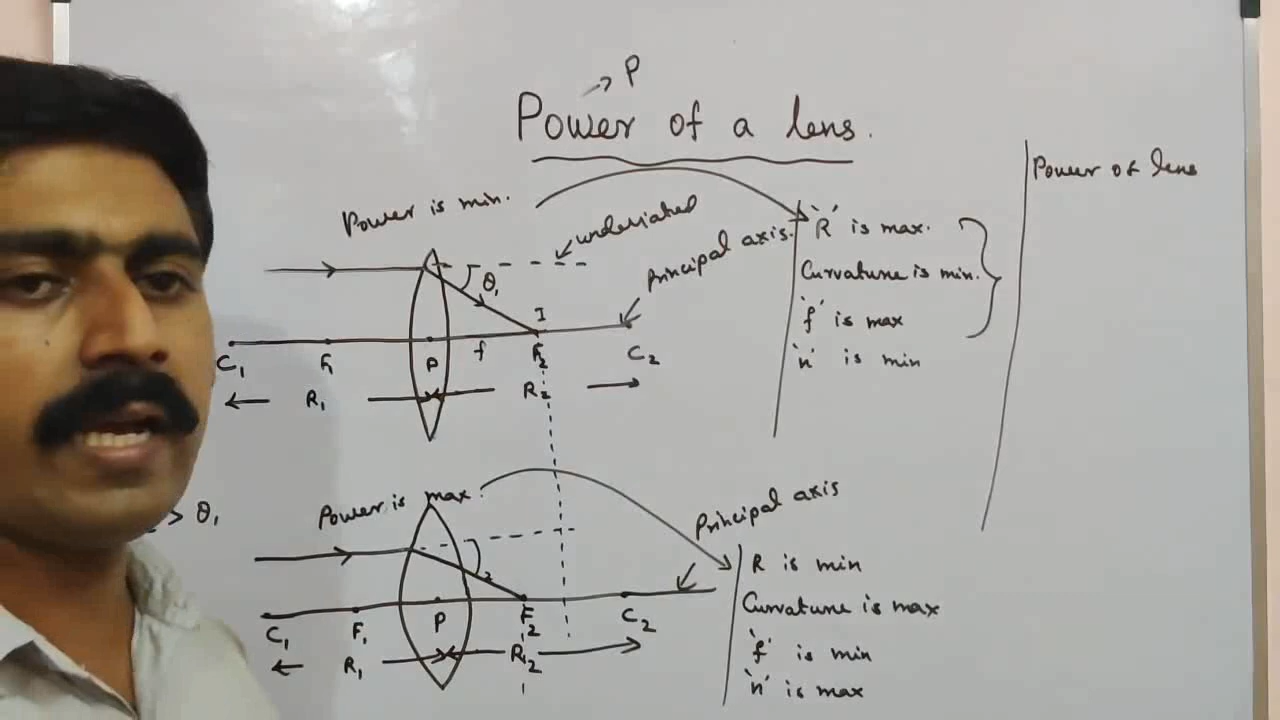 P
Power of a lens.
Power of lens
Power is min.
undeviated
Principal axis.
'R' is max.
Curvature is min.
'f' is max
'n' is min
θ₁
I
C₁ F₁ P f F₂ C₂
R₁ R₂
Power is max.
> θ₁
Principal axis
2
R is min
Curvature is max
'f' is min
'n' is max
C₁ F₁ P F₂ C₂
R₁ R₂